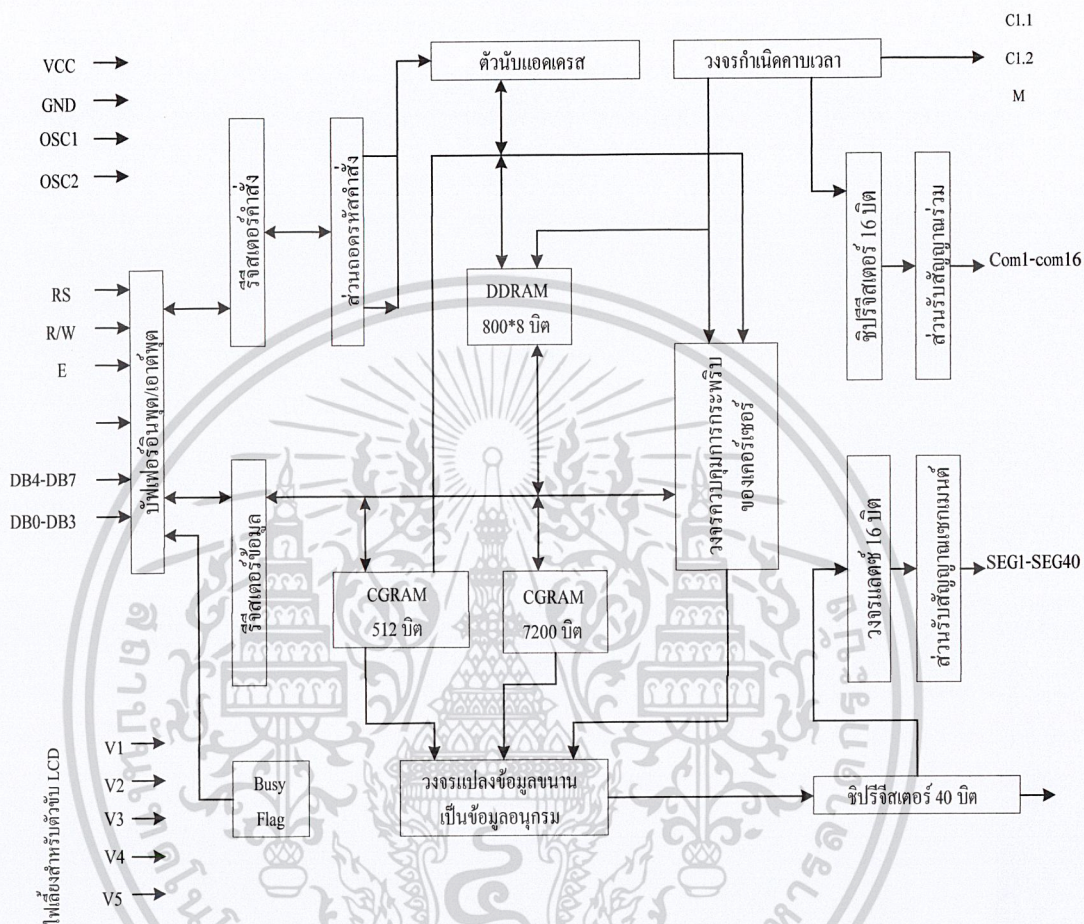 C1.1
ตัวนับแอดเดรส
วงจรกำเนิดคาบเวลา
C1.2
M
VCC
GND
OSC1
OSC2
รีจิสเตอร์คำสั่ง
ส่วนถอดรหัสคำสั่ง
ชิปรีจีสเตอร์ 16 บิต
ส่วนรับสัญญาณร่วม
Com1-com16
RS
R/W
E
DB4-DB7
DB0-DB3
บัพเฟอร์อินพุต/เอาต์พุต
DDRAM
800*8 บิต
วงจรควบคุมการกระพริบ
ของเคอร์เซอร์
รีจีสเตอร์ข้อมูล
CGRAM
512 บิต
CGRAM
7200 บิต
วงจรแลตช์ 16 บิต
ส่วนรับสัญญาณเซกเมนต์
SEG1-SEG40
ไฟเลี้ยงสำหรับตัวขับ LCD
V1
V2
V3
V4
V5
Busy
Flag
วงจรแปลงข้อมูลขนาน
เป็นข้อมูลอนุกรม
ชิปรีจีสเตอร์ 40 บิต